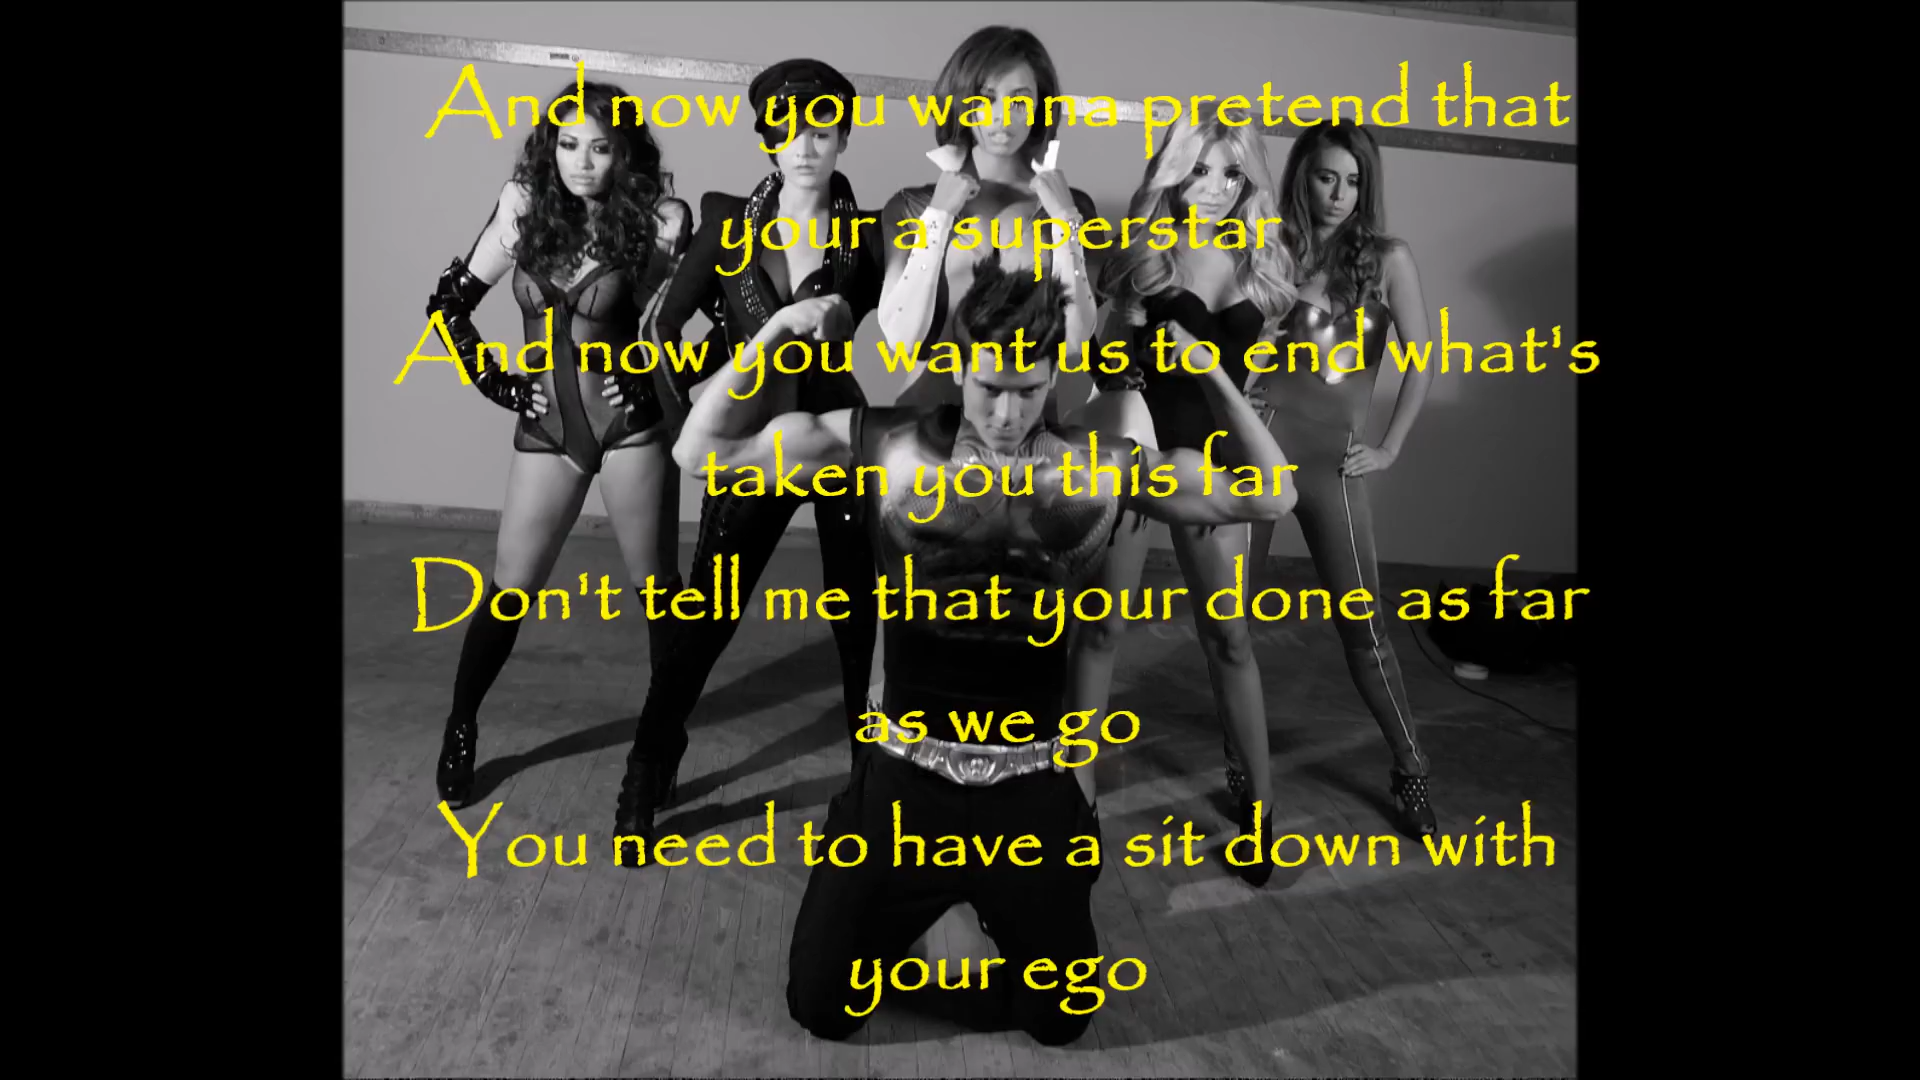 And now you wanna pretend that
your a superstar
And now you want us to end what's
taken you this far
Don't tell me that your done as far
as we go
You need to have a sit down with
your ego